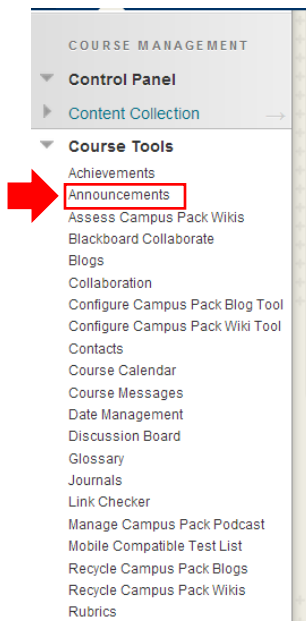 COURSE MANAGEMENT
Control Panel
Content Collection
Course Tools
Achievements
Announcements
Assess Campus Pack Wikis
Blackboard Collaborate
Blogs
Collaboration
Configure Campus Pack Blog Tool
Configure Campus Pack Wiki Tool
Contacts
Course Calendar
Course Messages
Date Management
Discussion Board
Glossary
Journals
Link Checker
Manage Campus Pack Podcast
Mobile Compatible Test List
Recycle Campus Pack Blogs
Recycle Campus Pack Wikis
Rubrics